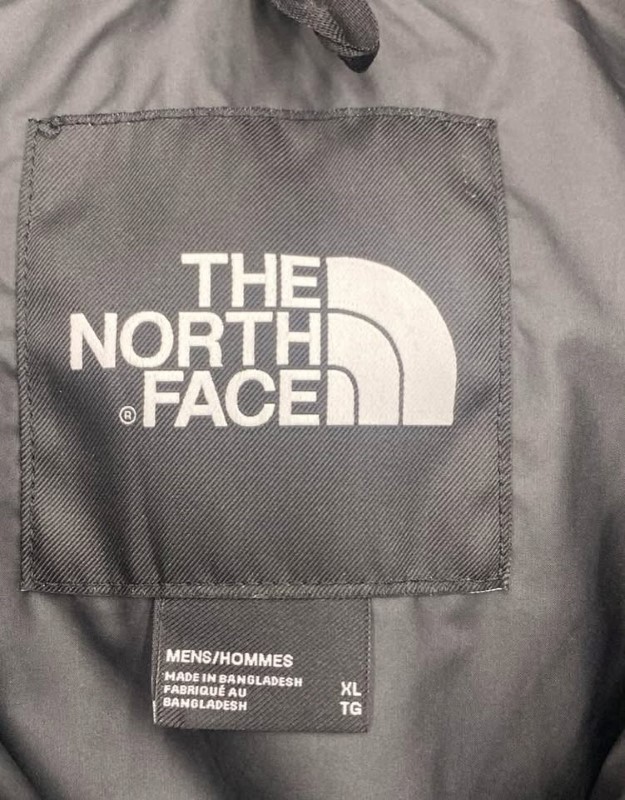 THE
NORTH
®FACE
MENS/HOMMES
MADE IN BANGLADESH
FABRIQUÉ AU
BANGLADESH
XL
TG